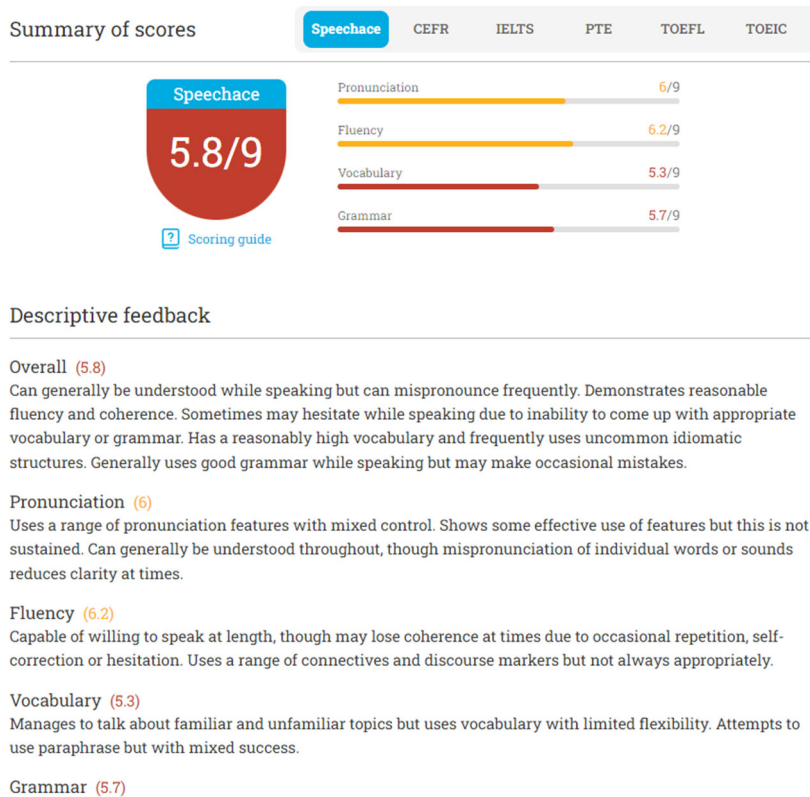 Summary of scores
Speechace CEFR IELTS PTE TOEFL TOEIC
Speechace
5.8/9
? Scoring guide
Pronunciation 6/9
Fluency 6.2/9
Vocabulary 5.3/9
Grammar 5.7/9
Descriptive feedback
Overall (5.8)
Can generally be understood while speaking but can mispronounce frequently. Demonstrates reasonable
fluency and coherence. Sometimes may hesitate while speaking due to inability to come up with appropriate
vocabulary or grammar. Has a reasonably high vocabulary and frequently uses uncommon idiomatic
structures. Generally uses good grammar while speaking but may make occasional mistakes.
Pronunciation (6)
Uses a range of pronunciation features with mixed control. Shows some effective use of features but this is not
sustained. Can generally be understood throughout, though mispronunciation of individual words or sounds
reduces clarity at times.
Fluency (6.2)
Capable of willing to speak at length, though may lose coherence at times due to occasional repetition, self-
correction or hesitation. Uses a range of connectives and discourse markers but not always appropriately.
Vocabulary (5.3)
Manages to talk about familiar and unfamiliar topics but uses vocabulary with limited flexibility. Attempts to
use paraphrase but with mixed success.
Grammar (5.7)